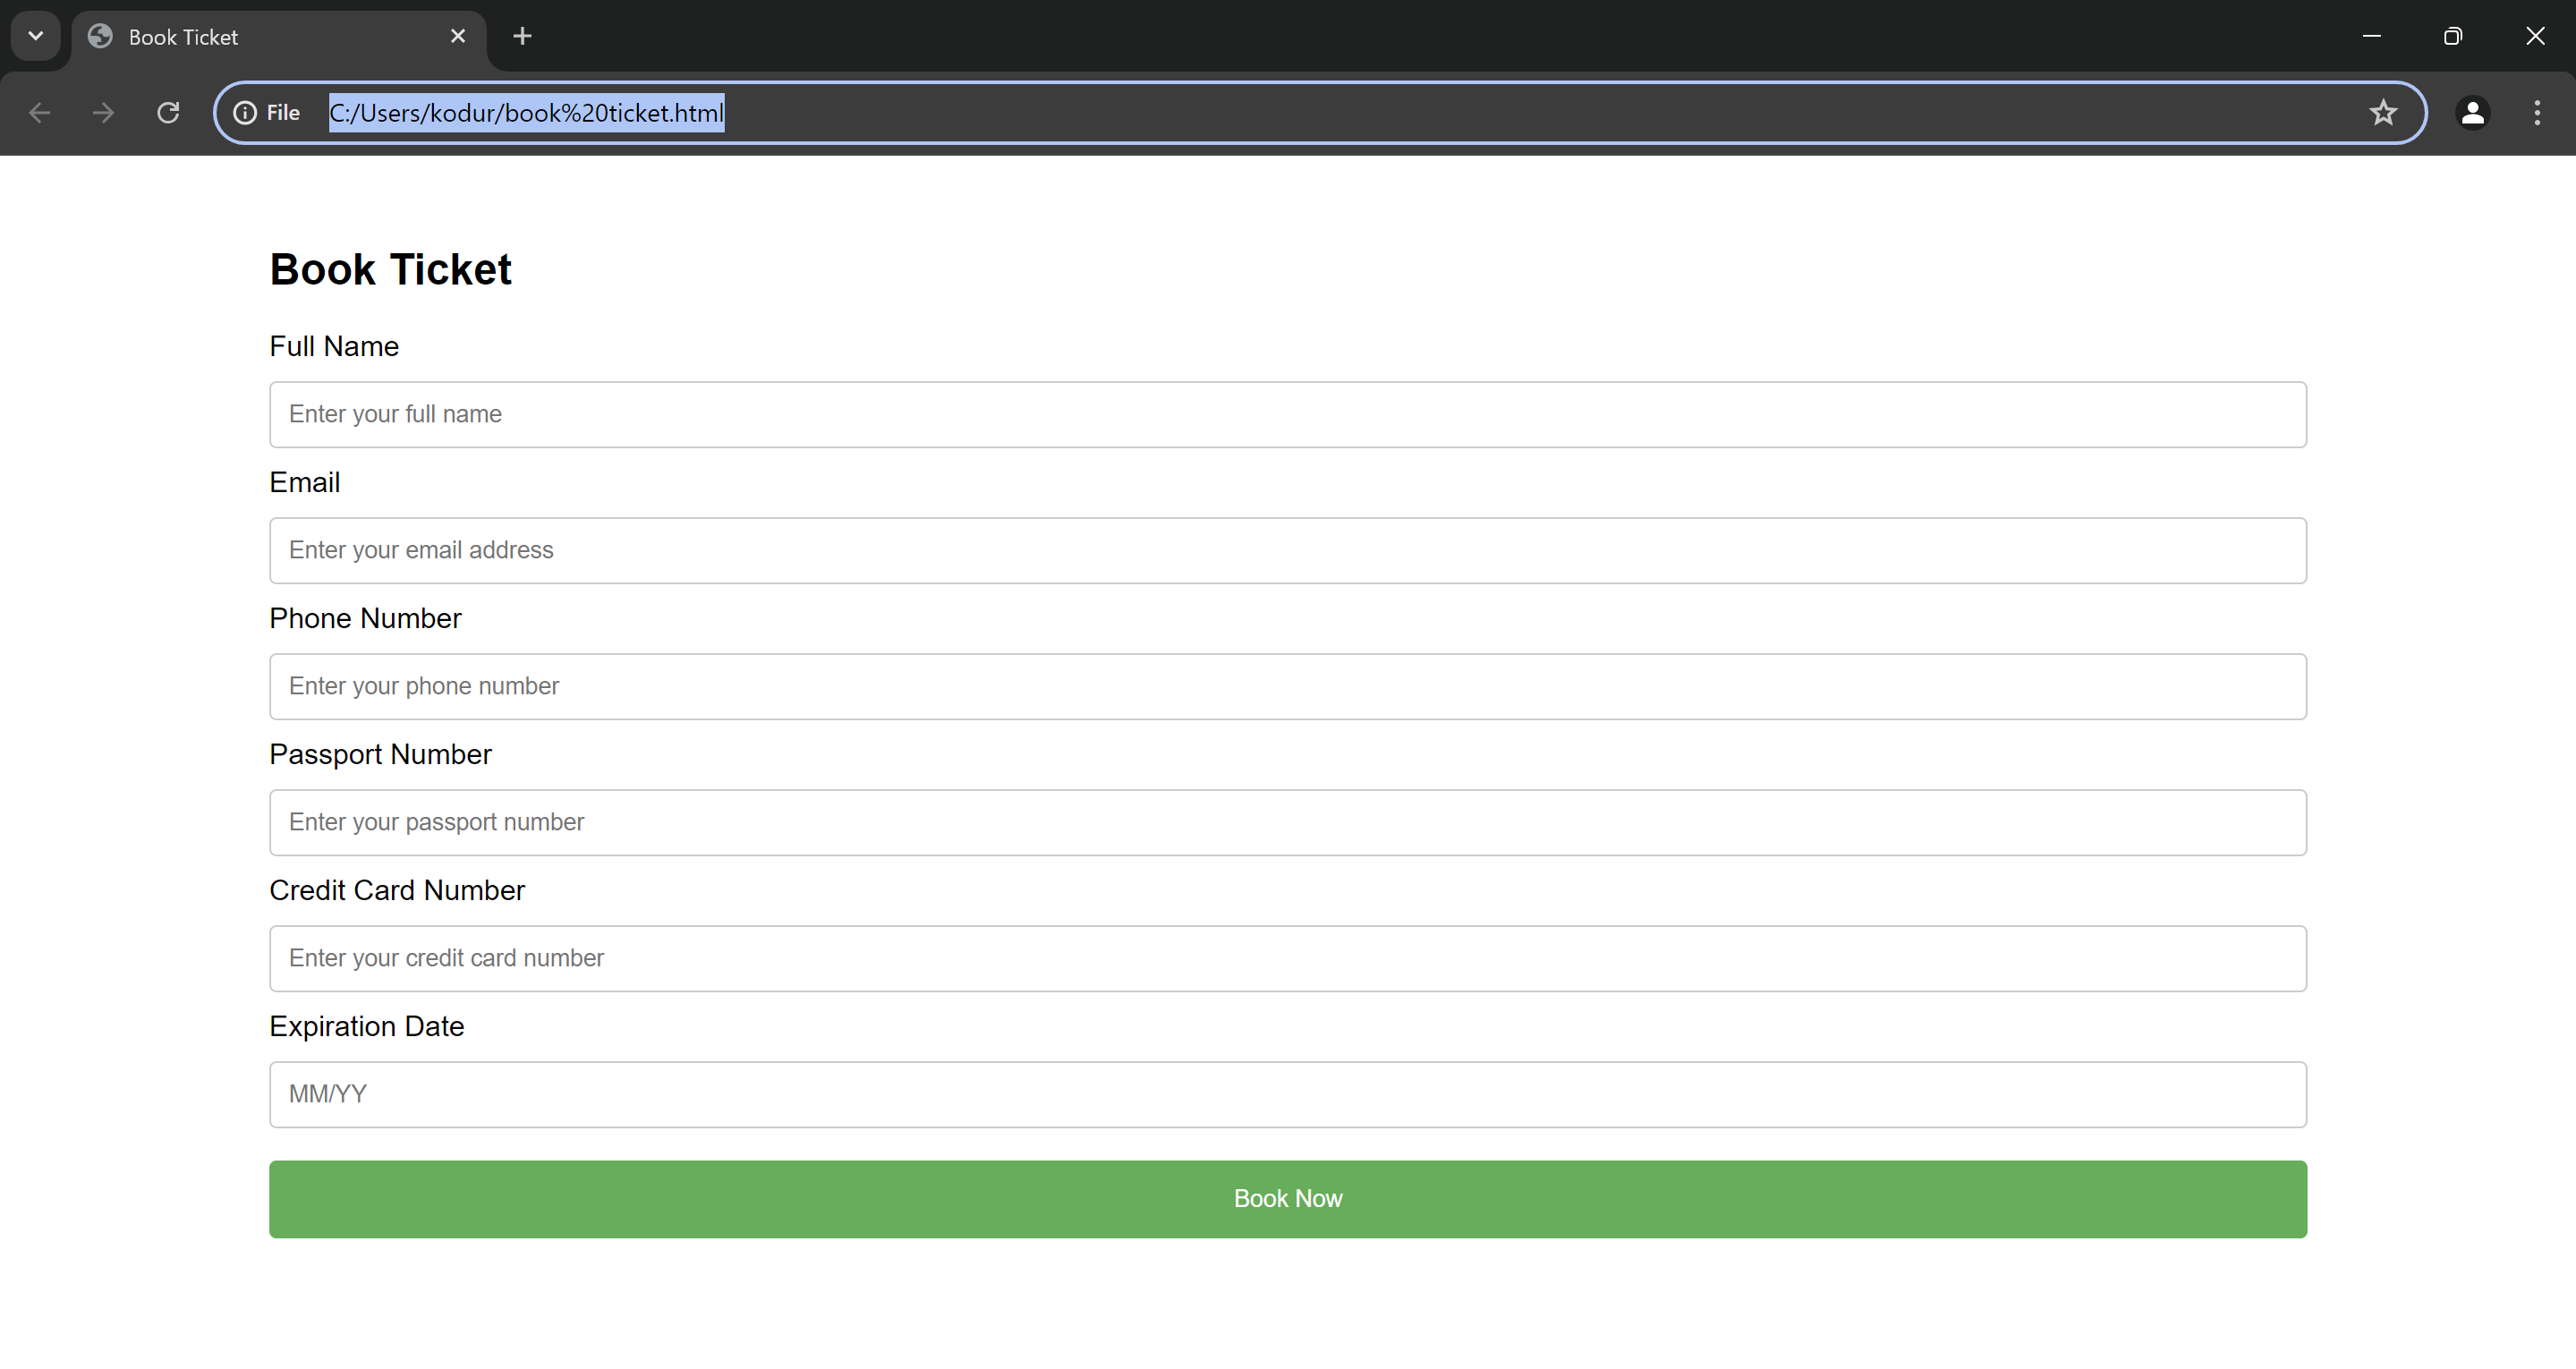 Book Ticket
File C:/Users/kodur/book%20ticket.html
Book Ticket
Full Name
Enter your full name
Email
Enter your email address
Phone Number
Enter your phone number
Passport Number
Enter your passport number
Credit Card Number
Enter your credit card number
Expiration Date
MM/YY
Book Now